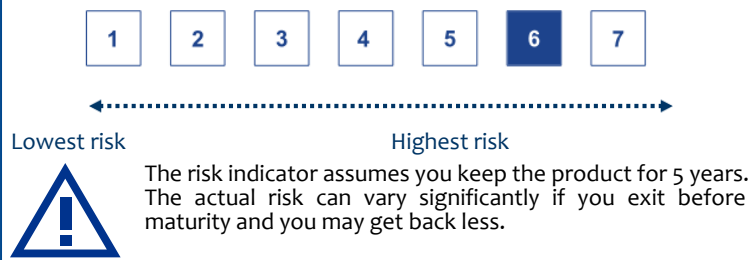 1 2 3 4 5 6 7
Lowest risk Highest risk
The risk indicator assumes you keep the product for 5 years.
The actual risk can vary significantly if you exit before
maturity and you may get back less.